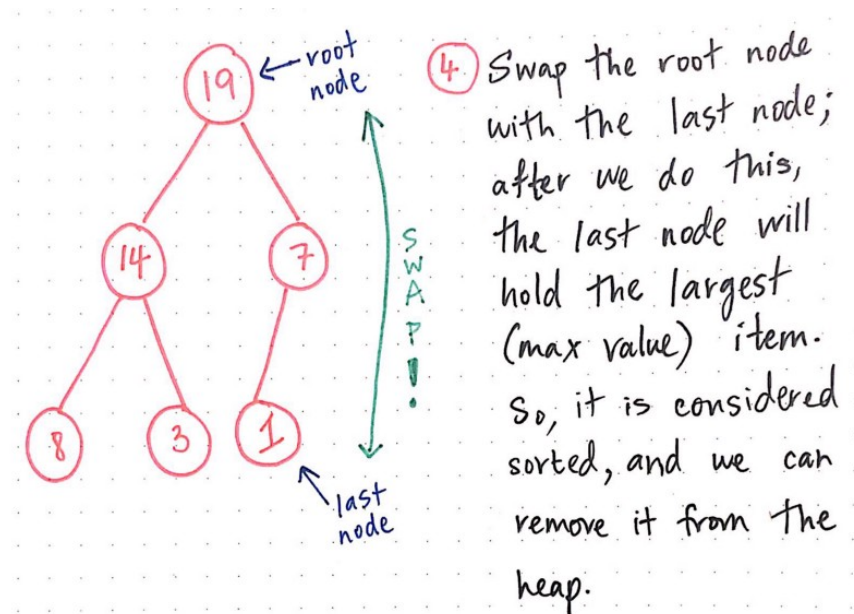 19
← root
node
14
7
8
3
1
last
node
SWAP!
4 Swap the root node
with the last node;
after we do this,
the last node will
hold the largest
(max value) item.
So, it is considered
sorted, and we can
remove it from the
heap.